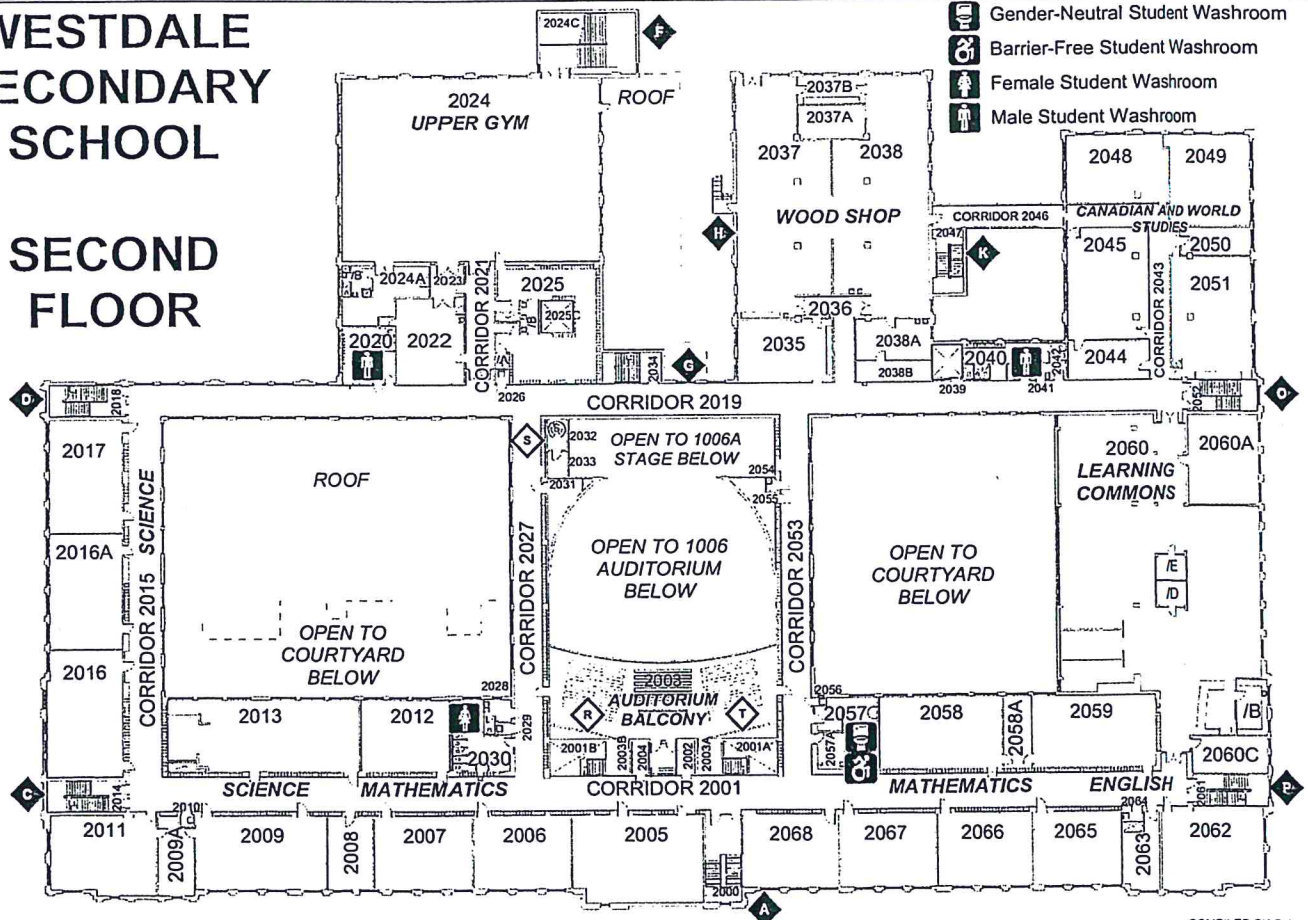 WESTDALE
SECONDARY
SCHOOL
SECOND
FLOOR
Gender-Neutral Student Washroom
Barrier-Free Student Washroom
Female Student Washroom
Male Student Washroom
2024C
F
2024
UPPER GYM
ROOF
2037B
2037A
2037
2038
WOOD SHOP
H
2048
2049
CORRIDOR 2046
CANADIAN AND WORLD
STUDIES
2047
K
2045
2050
2051
CORRIDOR 2043
/B
2024A
2023
CORRIDOR 2021
2025
/B
2025C
2036
2020
2022
2035
2038A
2038B
2040
2042
2044
2034
G
2026
2039
2041
D
2018
CORRIDOR 2019
2052
O
2017
SCIENCE
ROOF
S
2032
2033
OPEN TO 1006A
STAGE BELOW
2031
2054
2055
2060
LEARNING
COMMONS
2060A
2016A
CORRIDOR 2015
CORRIDOR 2027
OPEN TO 1006
AUDITORIUM
BELOW
CORRIDOR 2053
OPEN TO
COURTYARD
BELOW
/E
/D
OPEN TO
COURTYARD
BELOW
2016
2003
AUDITORIUM
BALCONY
R
T
2028
2056
2013
2012
2029
2030
2001B
2003B
2004
2002
2003A
2001A
2057C
2057A
2058
2058A
2059
/B
2060C
C
2014
SCIENCE
MATHEMATICS
CORRIDOR 2001
MATHEMATICS
ENGLISH
2061
P
2010
2011
2009A
2009
2008
2007
2006
2005
2000
A
2068
2067
2066
2065
2064
2063
2062